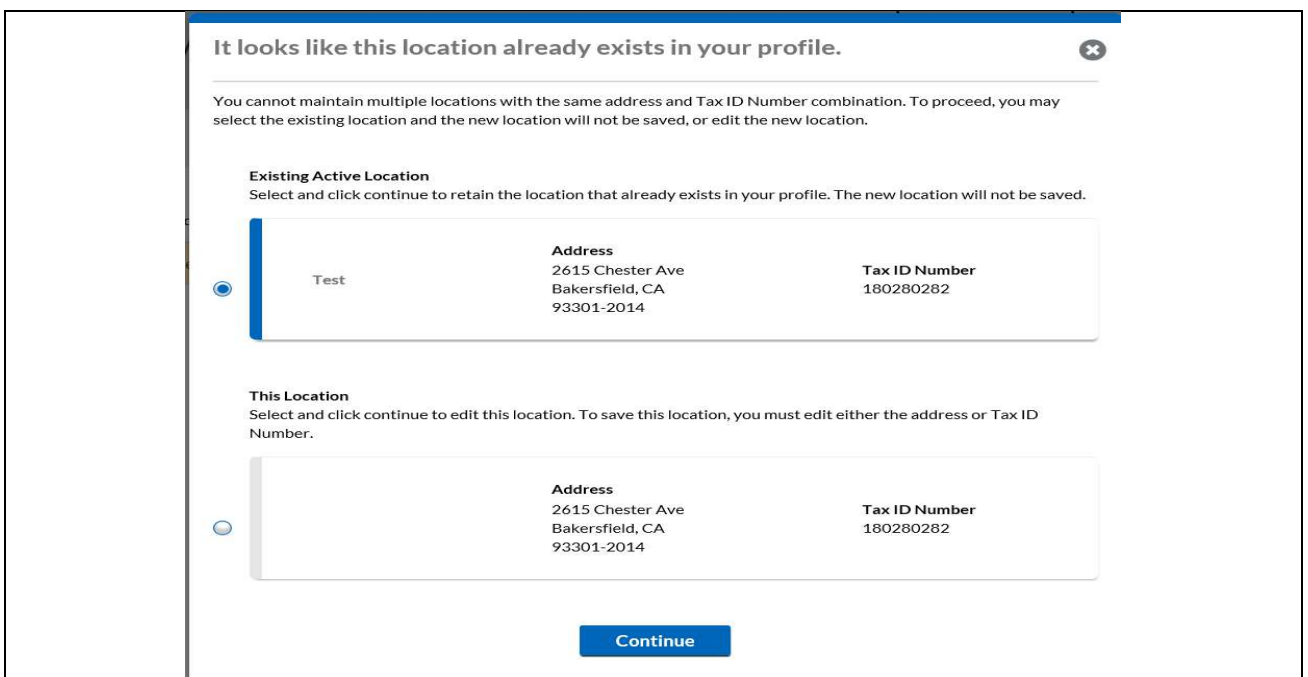 It looks like this location already exists in your profile.
You cannot maintain multiple locations with the same address and Tax ID Number combination. To proceed, you may
select the existing location and the new location will not be saved, or edit the new location.
Existing Active Location
Select and click continue to retain the location that already exists in your profile. The new location will not be saved.
Test
Address
2615 Chester Ave
Bakersfield, CA
93301-2014
Tax ID Number
180280282
This Location
Select and click continue to edit this location. To save this location, you must edit either the address or Tax ID
Number.
Address
2615 Chester Ave
Bakersfield, CA
93301-2014
Tax ID Number
180280282
Continue